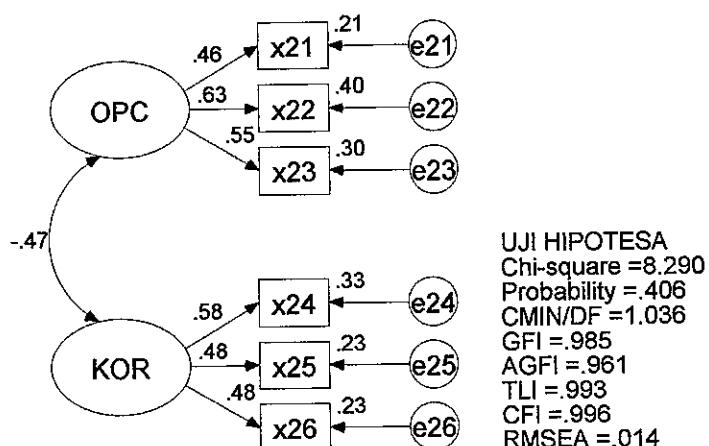 .21
.46 x21 e21
.40
OPC .63 x22 e22
.55 .30
x23 e23
-.47
.33
.58 x24 e24
.23
KOR .48 x25 e25
.48 .23
x26 e26
UJI HIPOTESA
Chi-square =8.290
Probability =.406
CMIN/DF =1.036
GFI =.985
AGFI =.961
TLI =.993
CFI =.996
RMSEA =.014